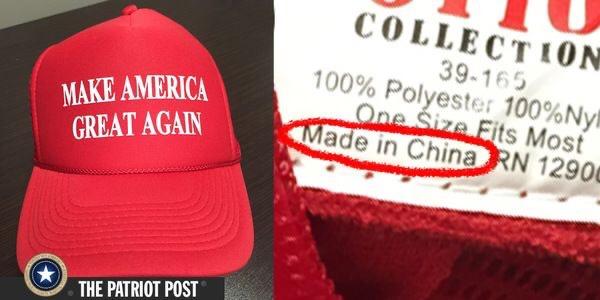 MAKE AMERICA
GREAT AGAIN
THE PATRIOT POST
COLLECTION
39-165
100% Polyester 100%Nyl
One Size Fits Most
Made in China RN 12900